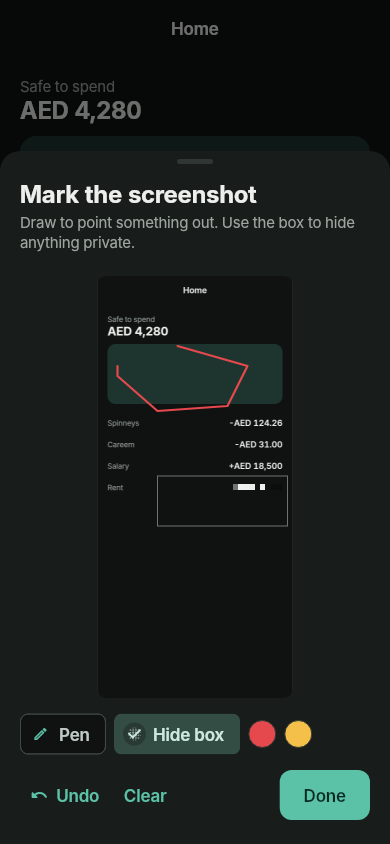 Home
Safe to spend
AED 4,280
Mark the screenshot
Draw to point something out. Use the box to hide
anything private.
Home
Safe to spend
AED 4,280
Spinneys -AED 124.26
Careem -AED 31.00
Salary +AED 18,500
Rent
Pen Hide box
Undo Clear Done